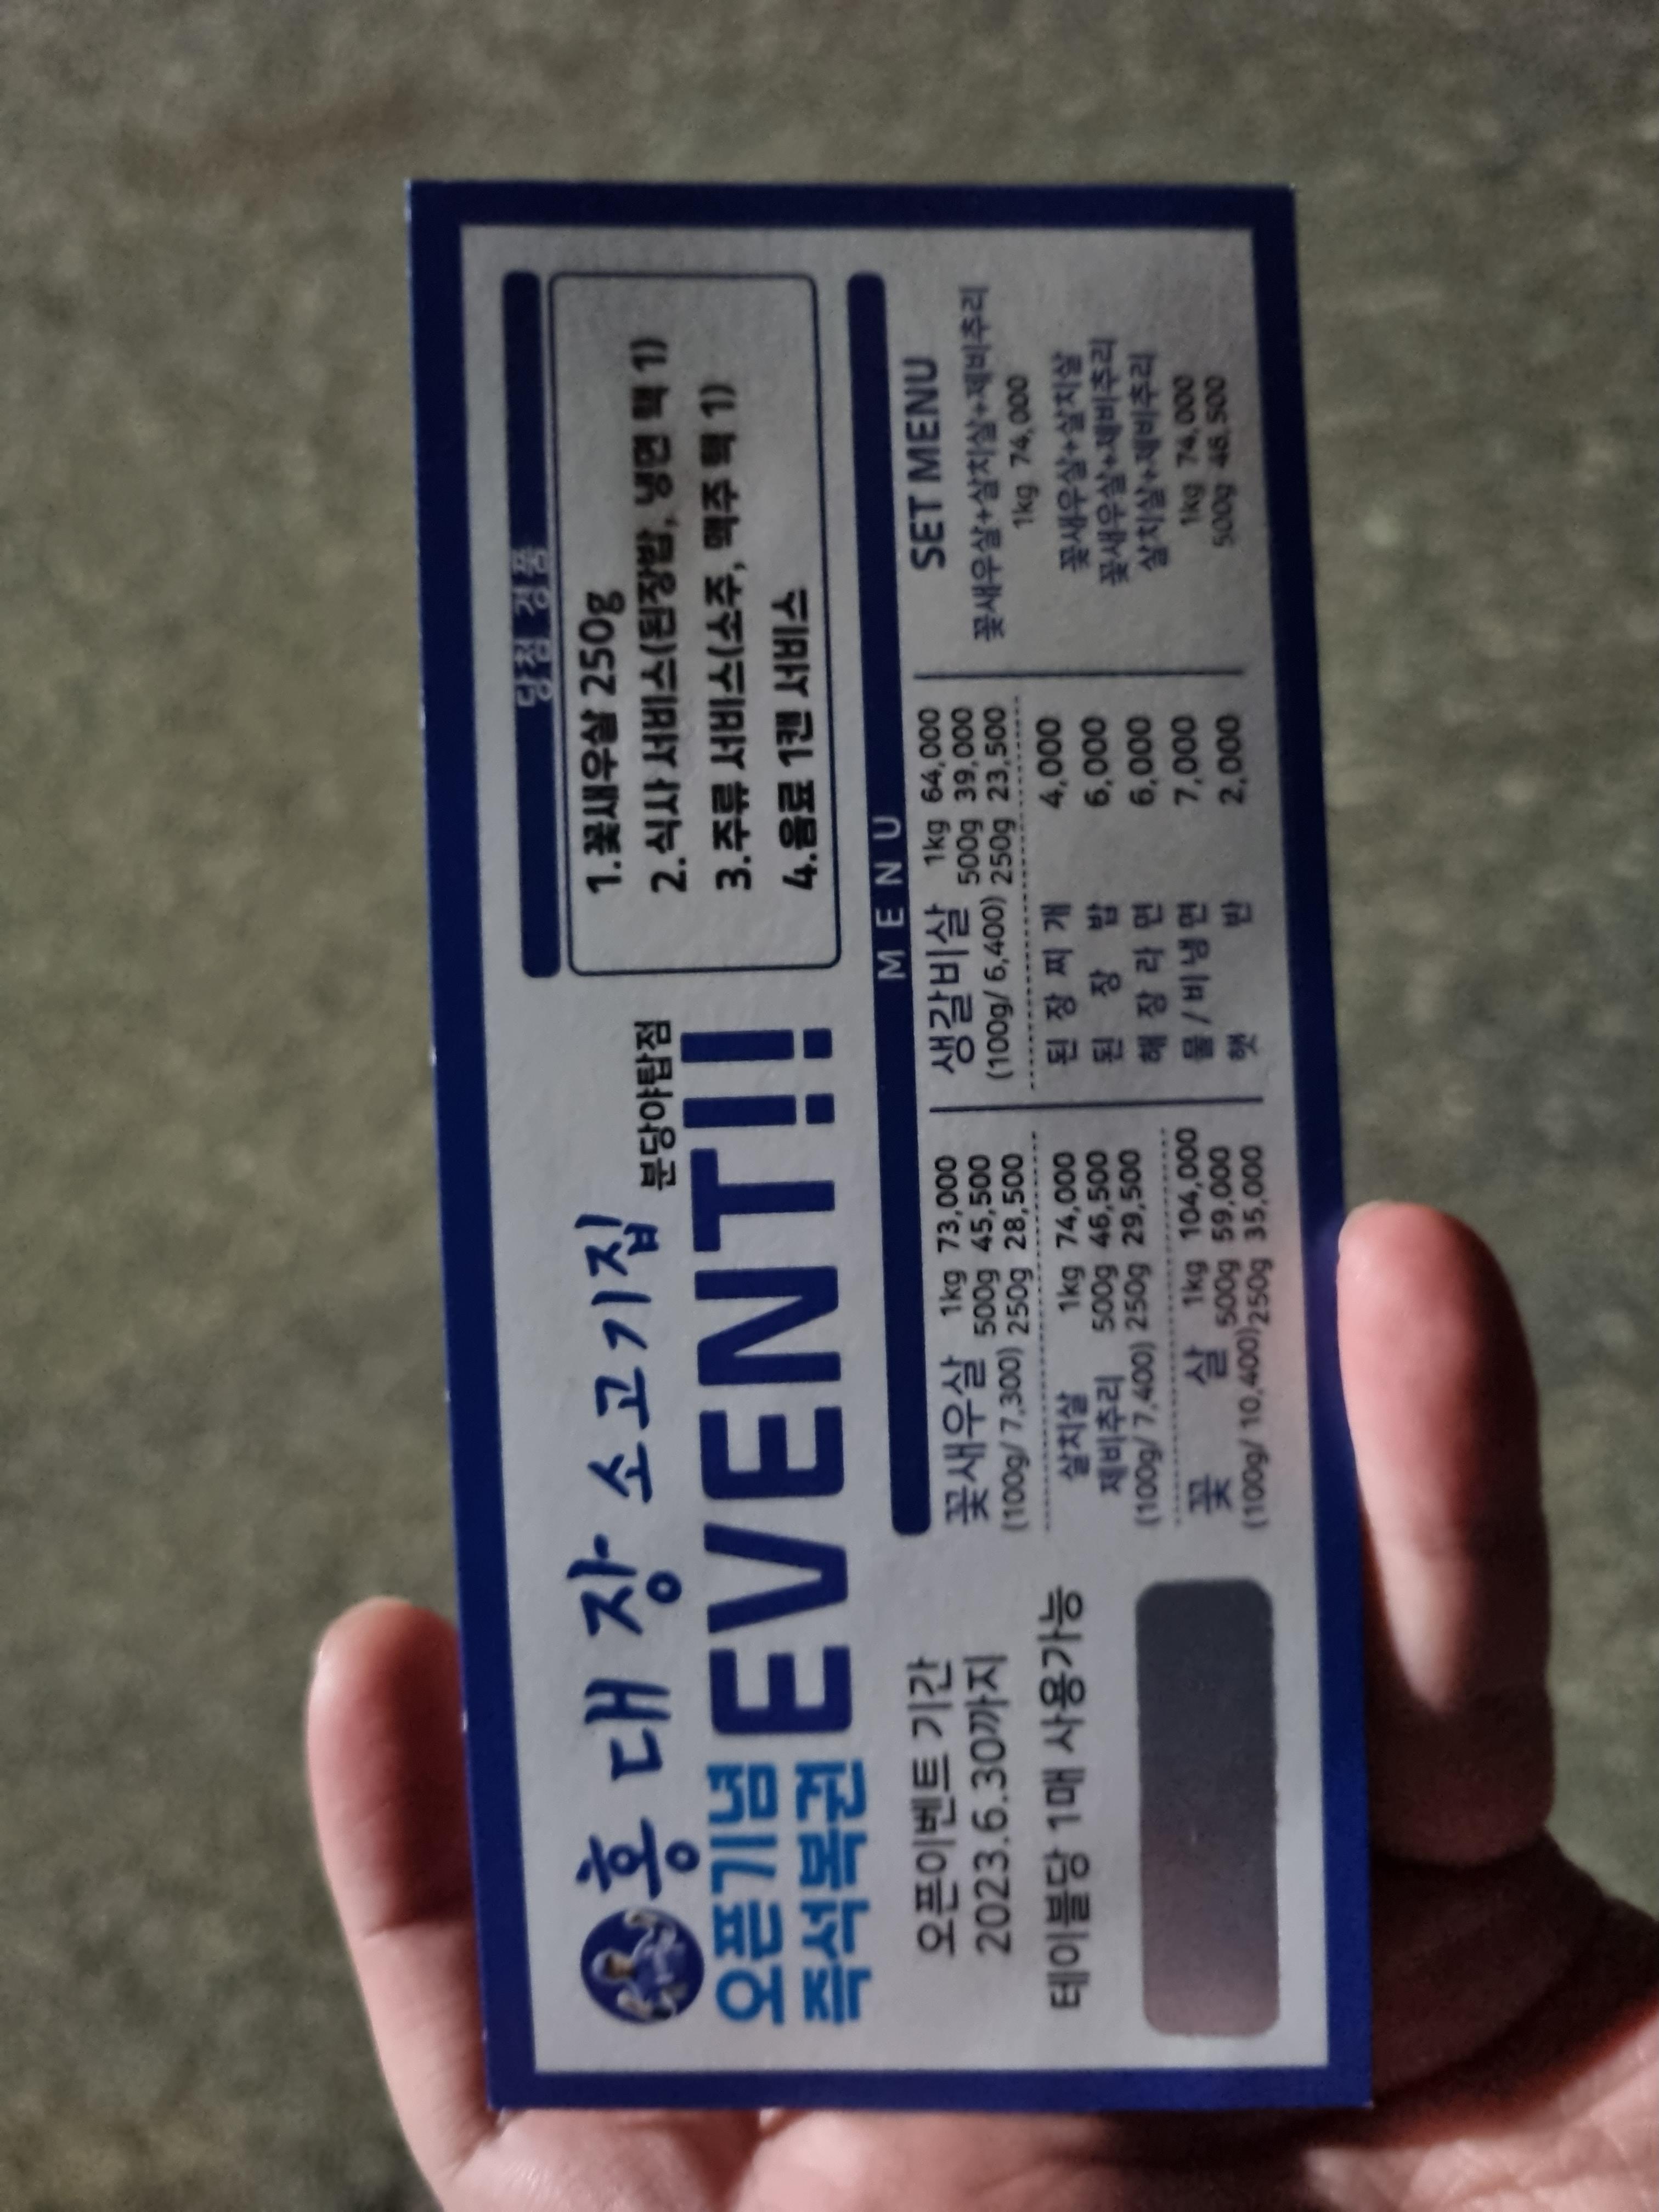 홍대장 소고기집
분당야탑점
오픈기념
즉석복권
EVENT!!
당첨 경품
1.꽃새우살 250g
2.식사 서비스(된장밥, 냉면 택 1)
3.주류 서비스(소주, 맥주 택 1)
4.음료 1캔 서비스
오픈이벤트 기간
2023.6.30까지
테이블당 1매 사용가능
MENU
꽃새우살 1kg 73,000
500g 45,500
(100g/ 7,300) 250g 28,500
살치살 1kg 74,000
제비추리 500g 46,500
(100g/ 7,400) 250g 29,500
꽃 살 1kg 104,000
500g 59,000
(100g/ 10,400) 250g 35,000
생갈비살 1kg 64,000
500g 39,000
(100g/ 6,400) 250g 23,500
된 장 찌 개 4,000
된 장 밥 6,000
해 장 라 면 6,000
물 / 비 냉 면 7,000
햇 반 2,000
SET MENU
꽃새우살+살치살+제비추리
1kg 74,000
꽃새우살+살치살
꽃새우살+제비추리
살치살+제비추리
1kg 74,000
500g 46,500